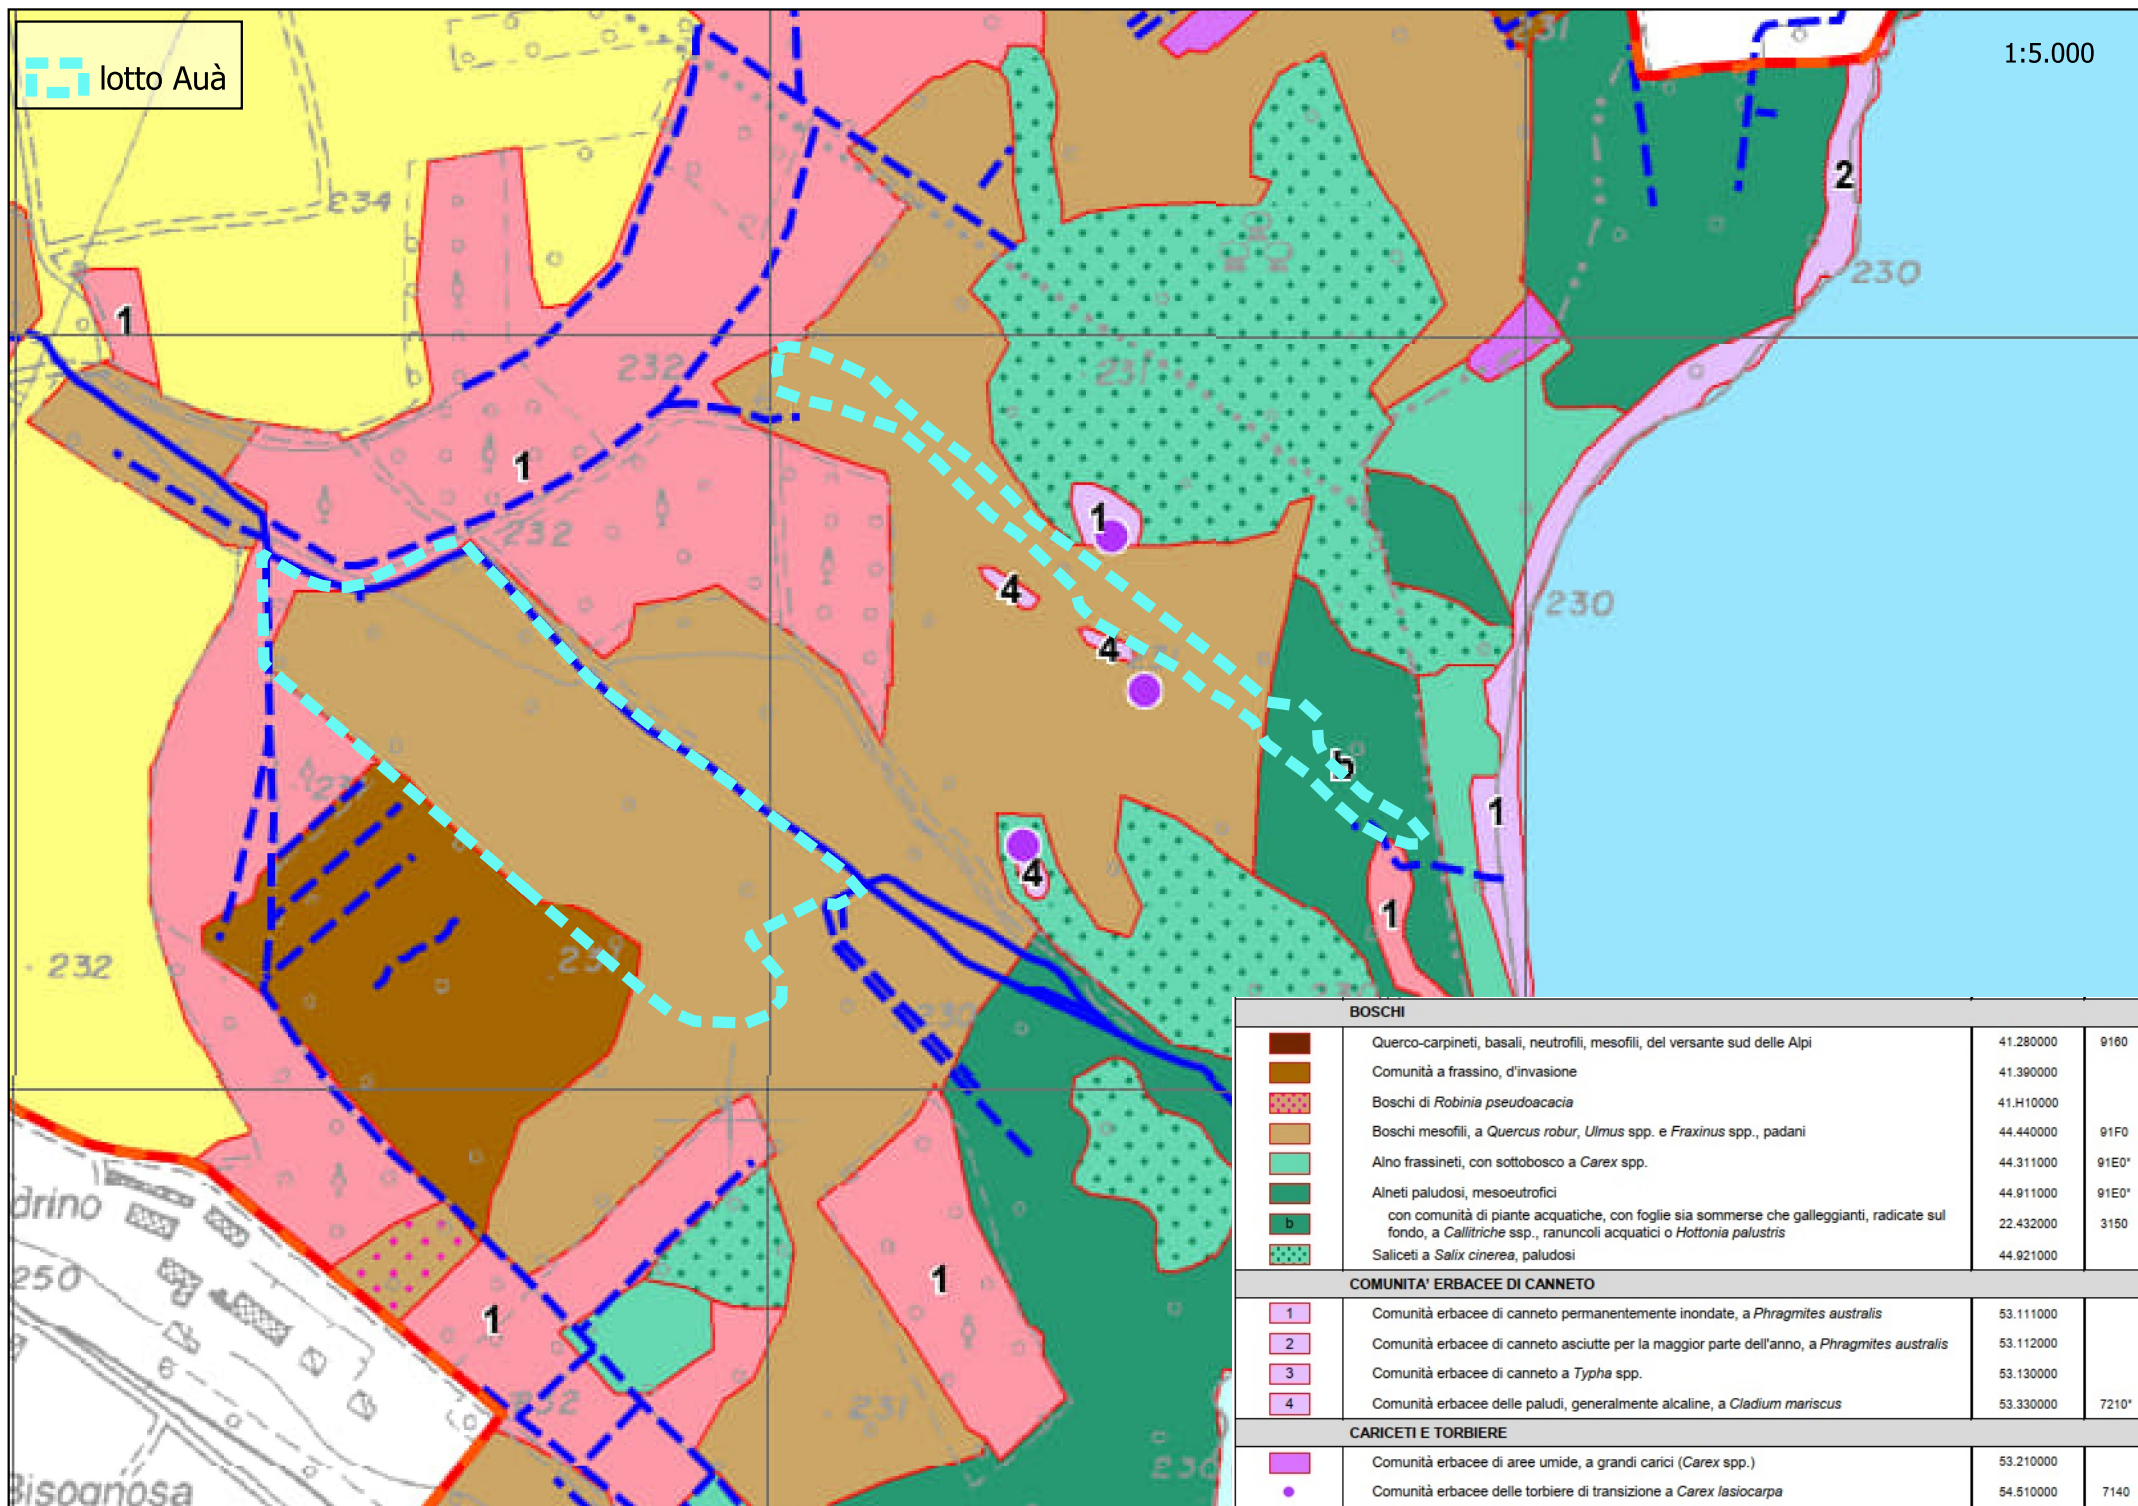 lotto Auà
1:5.000
231
2
234
230
1
232
231
1
232
1
4
230
4
b
1
1
4
1
232
230
drino
250
1
1
232
231
230
Bisognosa
BOSCHI
Querco-carpineti, basali, neutrofili, mesofili, del versante sud delle Alpi 41.280000 9160
Comunità a frassino, d'invasione 41.390000
Boschi di Robinia pseudoacacia 41.H10000
Boschi mesofili, a Quercus robur, Ulmus spp. e Fraxinus spp., padani 44.440000 91F0
Alno frassineti, con sottobosco a Carex spp. 44.311000 91E0*
Alneti paludosi, mesoeutrofici 44.911000 91E0*
b con comunità di piante acquatiche, con foglie sia sommerse che galleggianti, radicate sul 22.432000 3150
fondo, a Callitriche ssp., ranuncoli acquatici o Hottonia palustris
Saliceti a Salix cinerea, paludosi 44.921000
COMUNITA' ERBACEE DI CANNETO
1 Comunità erbacee di canneto permanentemente inondate, a Phragmites australis 53.111000
2 Comunità erbacee di canneto asciutte per la maggior parte dell'anno, a Phragmites australis 53.112000
3 Comunità erbacee di canneto a Typha spp. 53.130000
4 Comunità erbacee delle paludi, generalmente alcaline, a Cladium mariscus 53.330000 7210*
CARICETI E TORBIERE
Comunità erbacee di aree umide, a grandi carici (Carex spp.) 53.210000
Comunità erbacee delle torbiere di transizione a Carex lasiocarpa 54.510000 7140